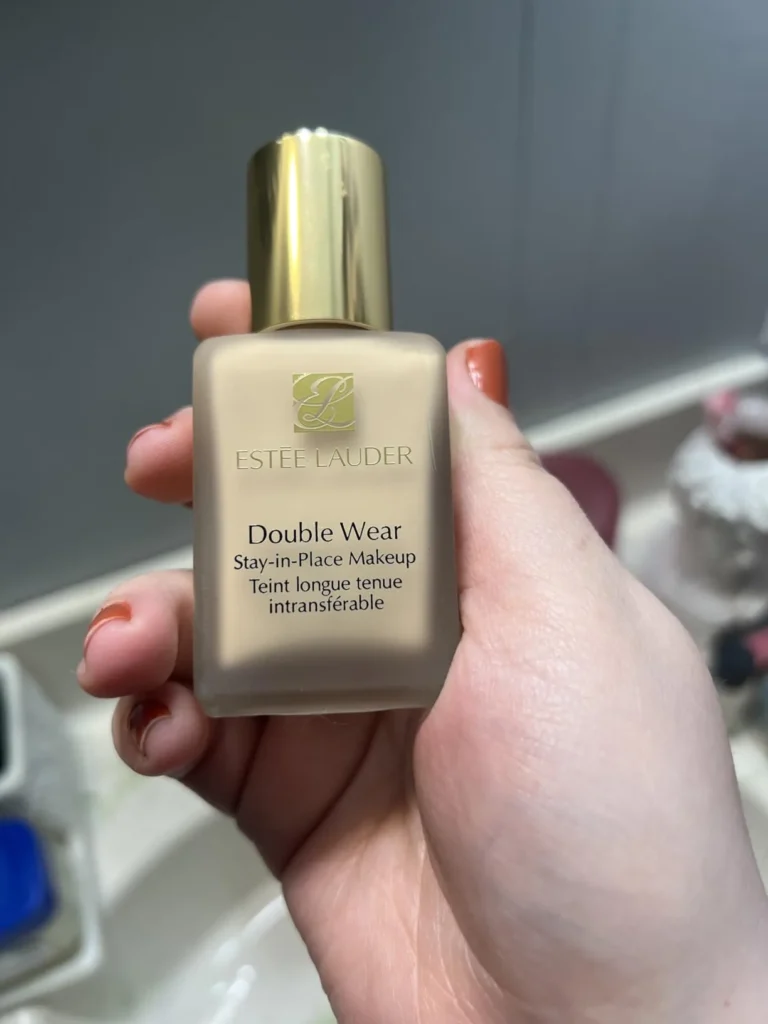 ESTĒE LAUDER
Double Wear
Stay-in-Place Makeup
Teint longue tenue
intransférable